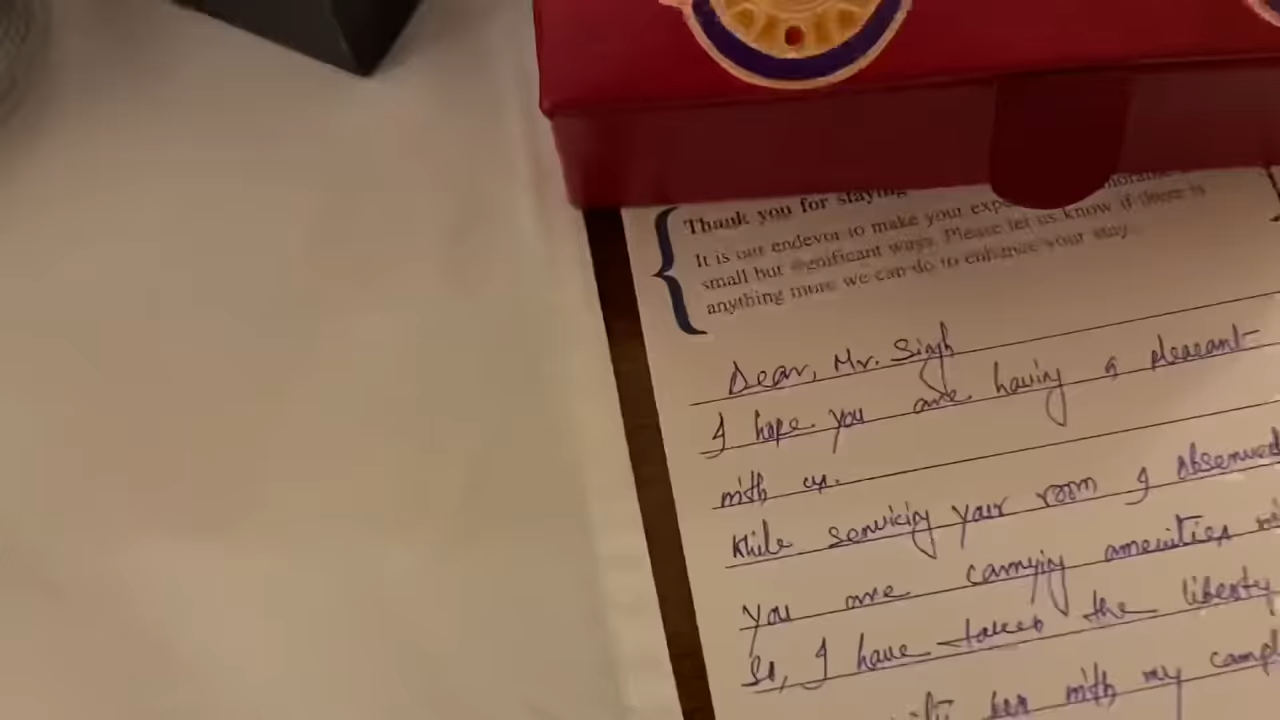 Thank you for staying
It is our endevor to make your
small but significant ways. Please let us know if there is
anything more we can do to enhance your stay.
Dear, Mr. Singh
I hope you are having a pleasant
with us.
While servicing your room I observed
you are carrying amenities
So, I have taken the liberty
with my